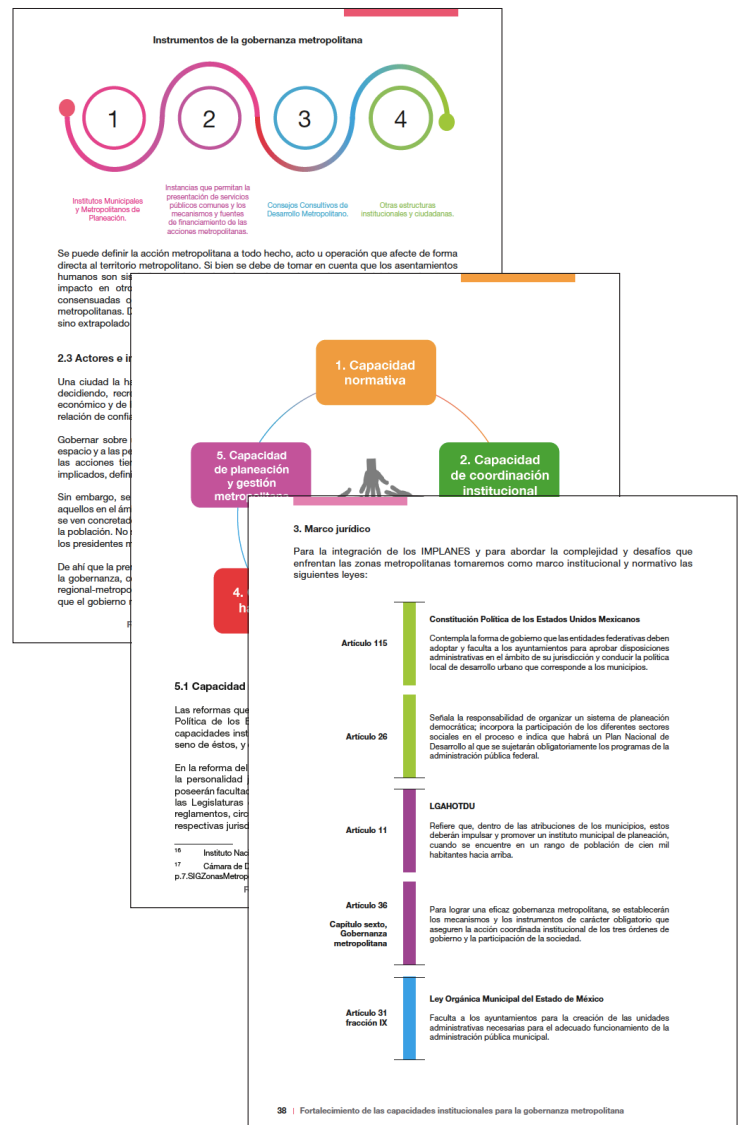 Instrumentos de la gobernanza metropolitana
1
2
3
4
Institutos Municipales
y Metropolitanos de
Planeación.
Instancias que permitan la
presentación de servicios
públicos comunes y los
mecanismos y fuentes
de financiamiento de las
acciones metropolitanas.
Consejos Consultivos de
Desarrollo Metropolitano.
Otras estructuras
institucionales y ciudadanas.
Se puede definir la acción metropolitana a todo hecho, acto u operación que afecte de forma
directa al territorio metropolitano. Si bien se debe de tomar en cuenta que los asentamientos
humanos son
impacto en
consensuadas
metropolitanas.
sino extrapolado
2.3 Actores e
Una ciudad la
decidiendo,
económico y de
relación de
Gobernar sobre
espacio y a las
las acciones
implicados,
Sin embargo, se
aquellos en el
se ven
la población. No
los presidentes
De ahí que la
la gobernanza,
que el gobierno
1. Capacidad
normativa
5. Capacidad
de planeación
y gestión
metropolitana
2. Capacidad
de coordinación
institucional
4.
5.1 Capacidad
Las reformas que
Política de los
capacidades
seno de éstos, y
En la reforma del
la personalidad
poseerán
las Legislaturas
reglamentos,
respectivas
16 Instituto
17 Cámara de
3. Marco jurídico
Para la integración de los IMPLANES y para abordar la complejidad y desafíos que
enfrentan las zonas metropolitanas tomaremos como marco institucional y normativo las
siguientes leyes:
Artículo 115
Constitución Política de los Estados Unidos Mexicanos
Contempla la forma de gobierno que las entidades federativas deben
adoptar y faculta a los ayuntamientos para aprobar disposiciones
administrativas en el ámbito de su jurisdicción y conducir la política
local de desarrollo urbano que corresponde a los municipios.
Artículo 26
Señala la responsabilidad de organizar un sistema de planeación
democrática; incorpora la participación de los diferentes sectores
sociales en el proceso e indica que habrá un Plan Nacional de
Desarrollo al que se sujetarán obligatoriamente los programas de la
administración pública federal.
Artículo 11
LGAHOTDU
Refiere que, dentro de las atribuciones de los municipios, estos
deberán impulsar y promover un instituto municipal de planeación,
cuando se encuentre en un rango de población de cien mil
habitantes hacia arriba.
Artículo 36
Capítulo sexto,
Gobernanza
metropolitana
Para lograr una eficaz gobernanza metropolitana, se establecerán
los mecanismos y los instrumentos de carácter obligatorio que
aseguren la acción coordinada institucional de los tres órdenes de
gobierno y la participación de la sociedad.
Artículo 31
fracción IX
Ley Orgánica Municipal del Estado de México
Faculta a los ayuntamientos para la creación de las unidades
administrativas necesarias para el adecuado funcionamiento de la
administración pública municipal.
38 | Fortalecimiento de las capacidades institucionales para la gobernanza metropolitana